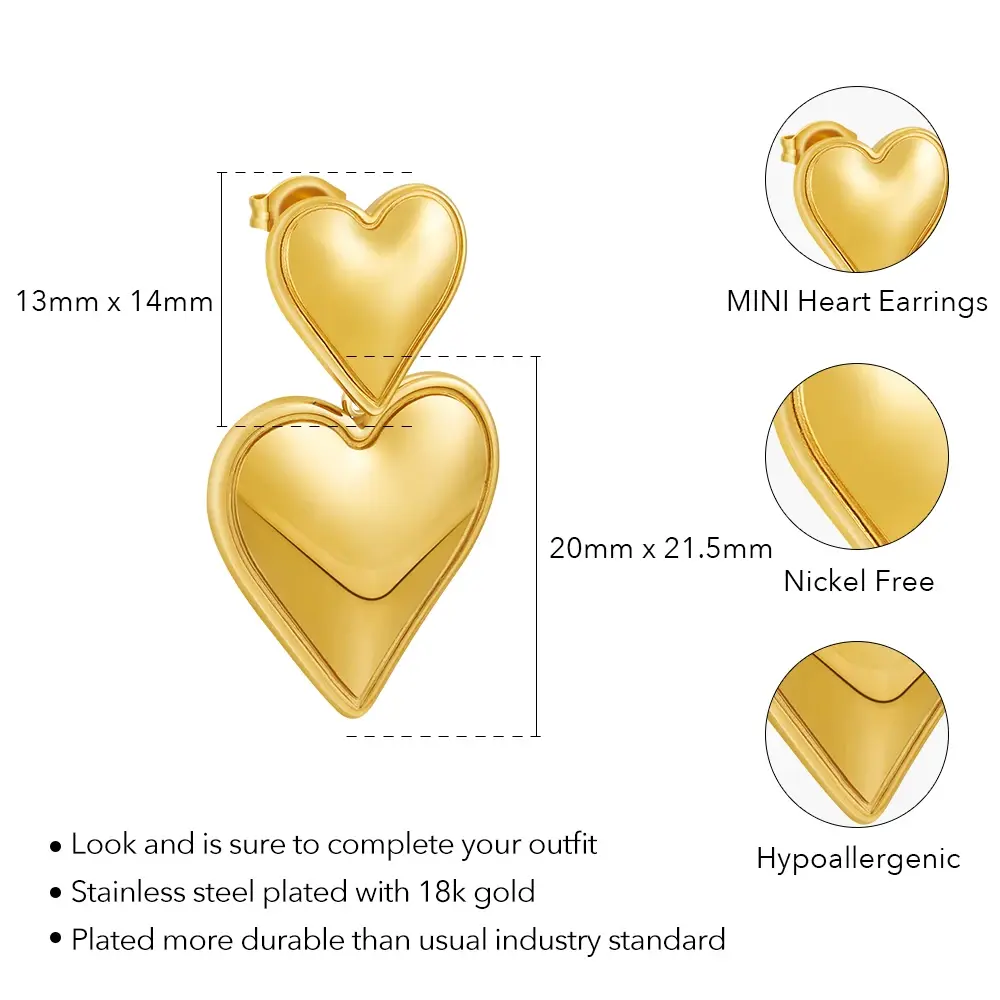 13mm x 14mm
MINI Heart Earrings
20mm x 21.5mm
Nickel Free
Hypoallergenic
• Look and is sure to complete your outfit
• Stainless steel plated with 18k gold
• Plated more durable than usual industry standard